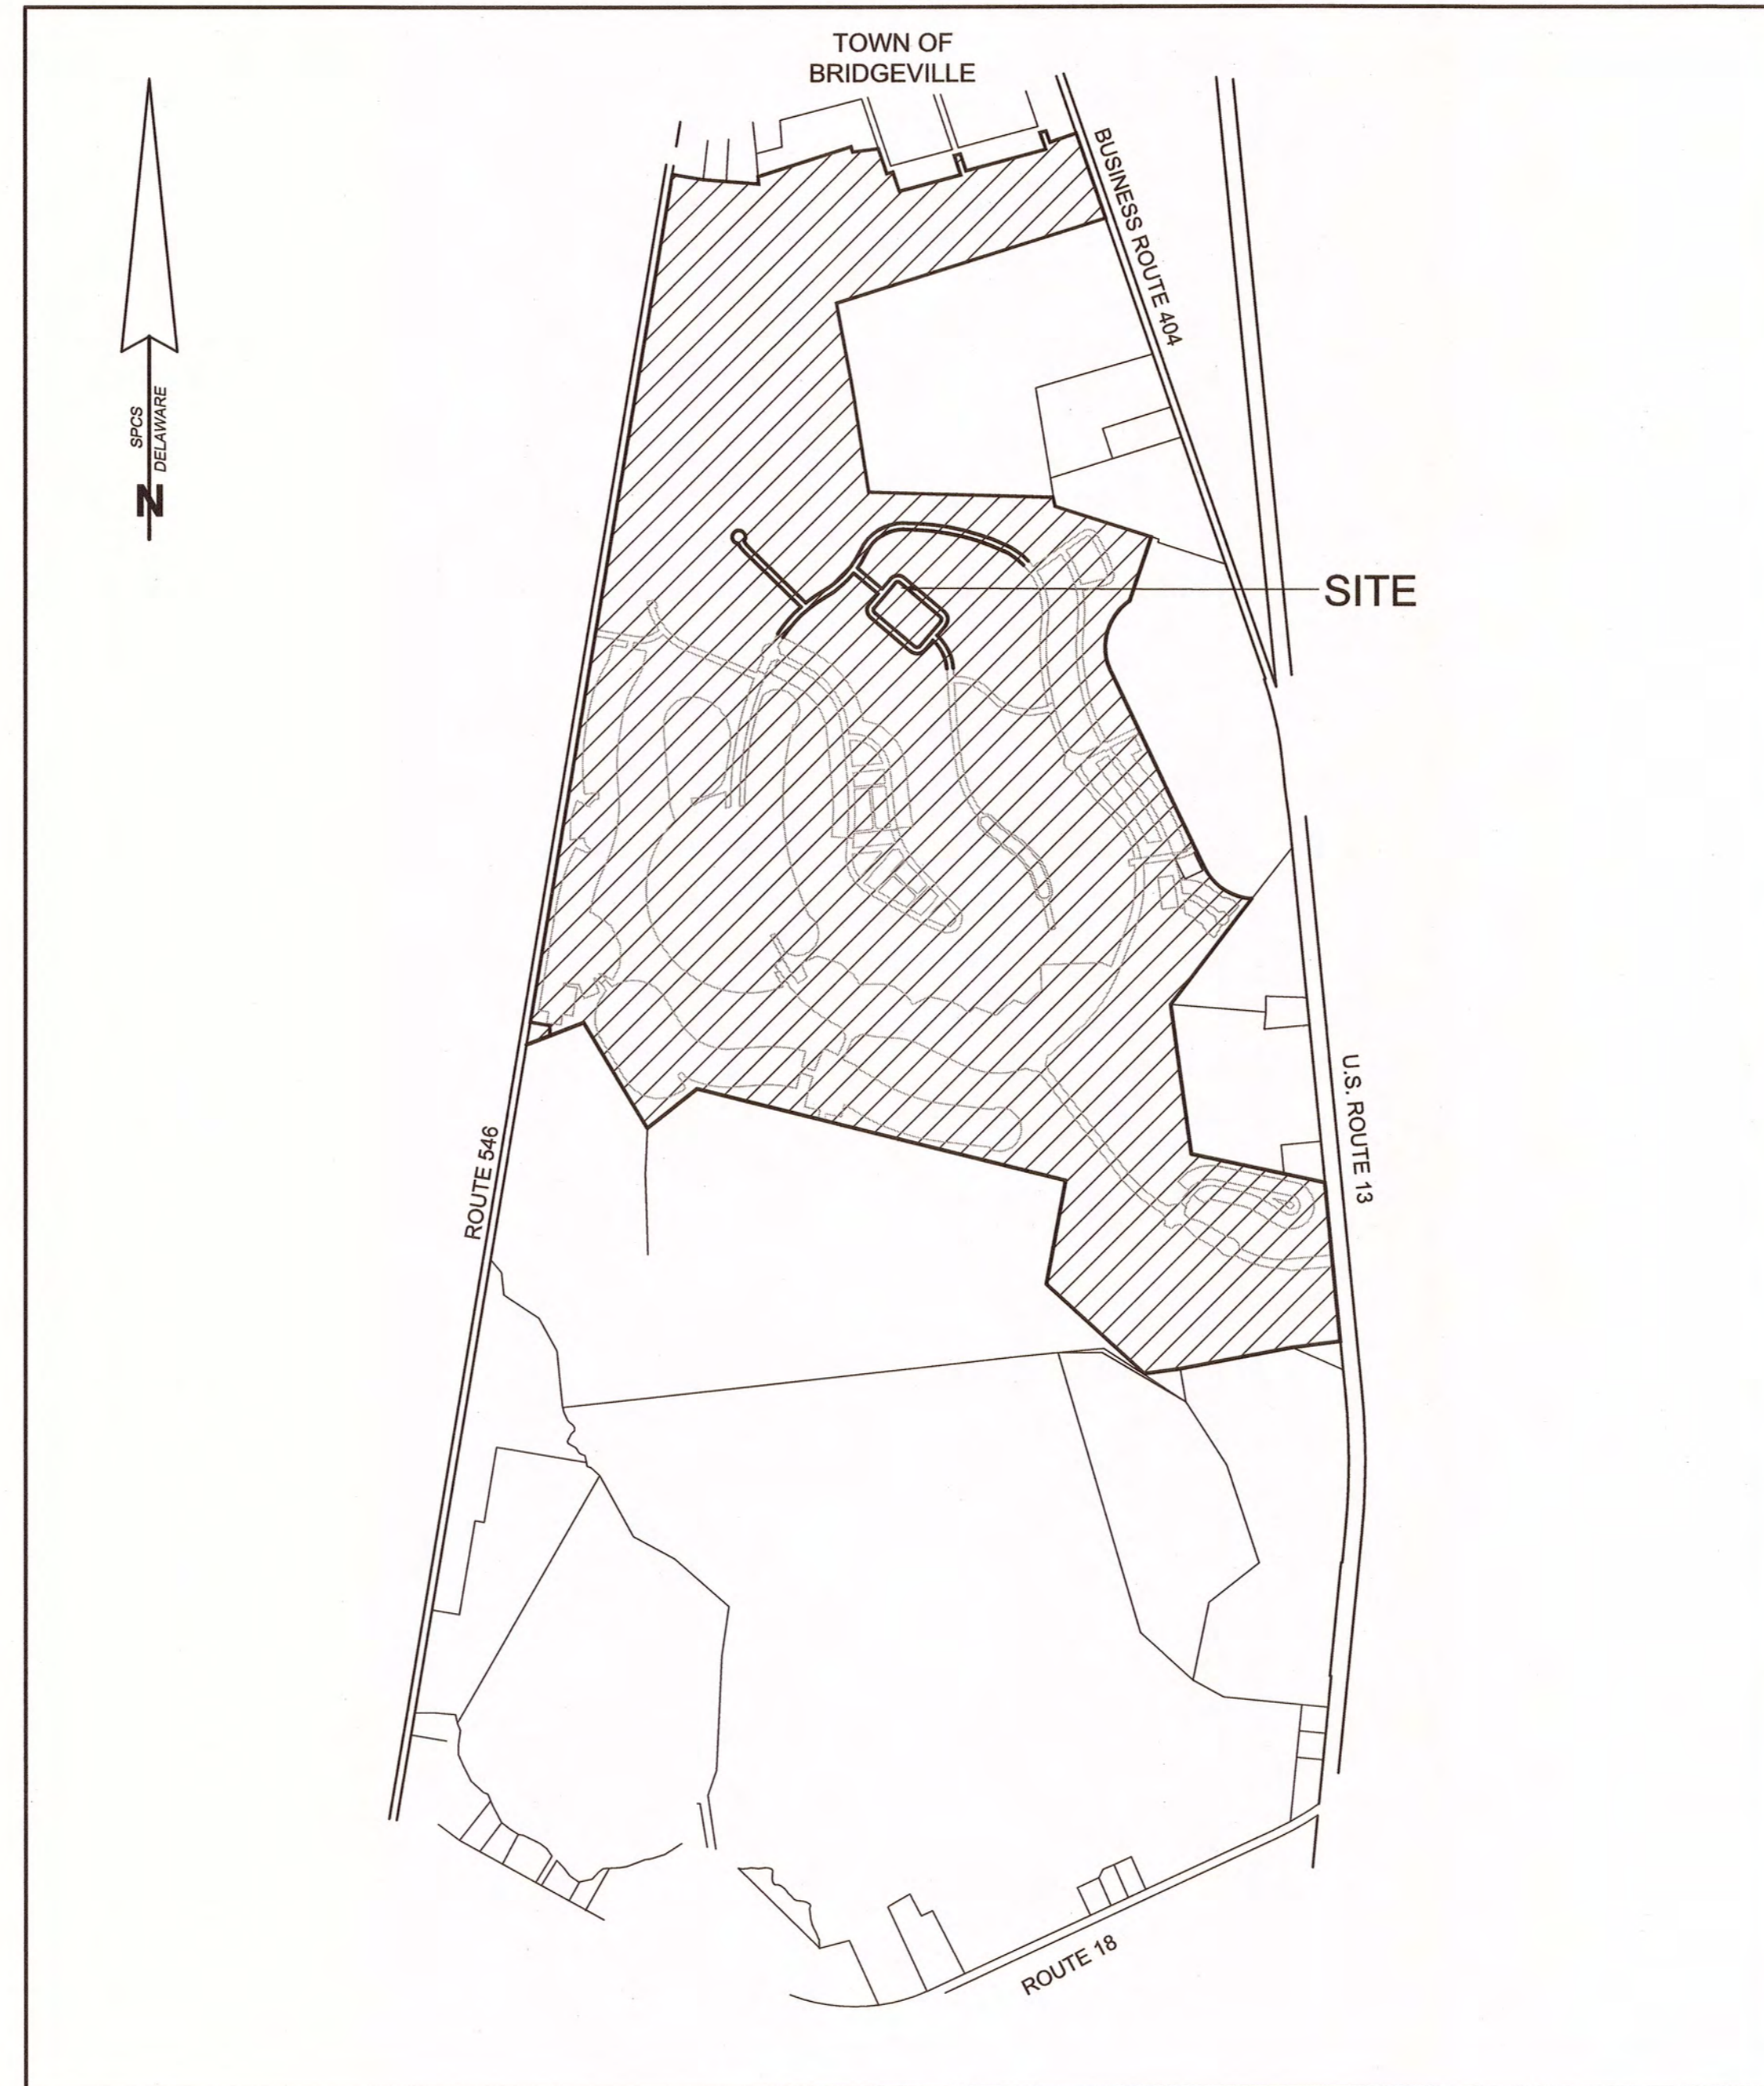 TOWN OF
BRIDGEVILLE
BUSINESS ROUTE 404
SPCS
DELAWARE
N
SITE
U.S. ROUTE 13
ROUTE 546
ROUTE 18